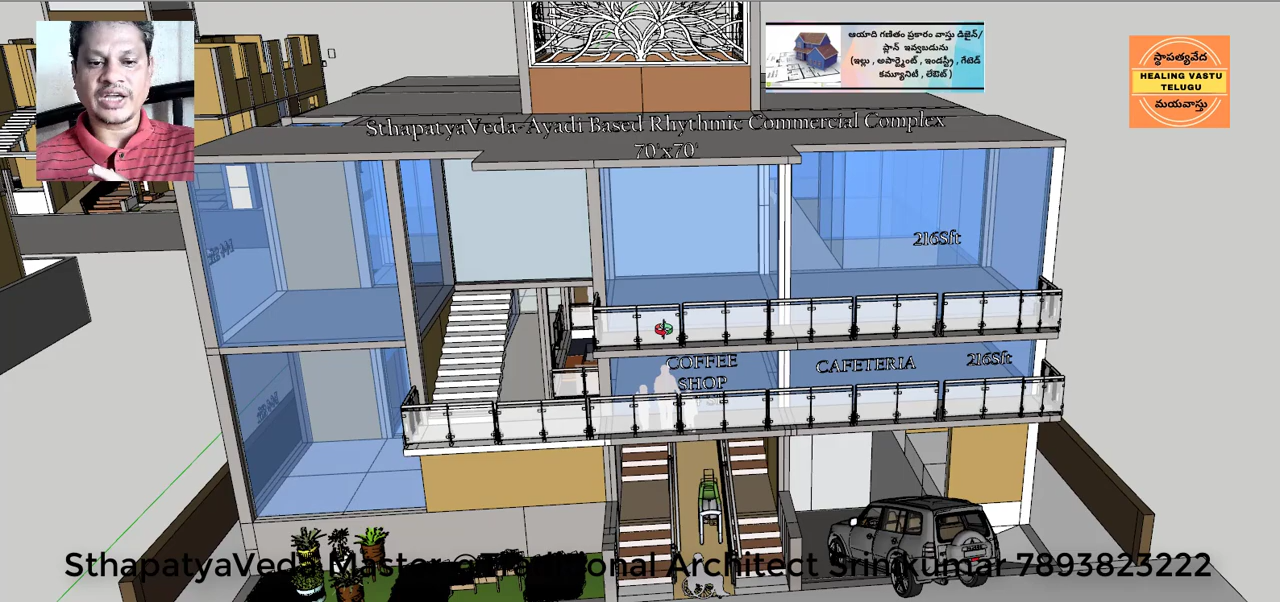 ఆయాది గణితం ప్రకారం వాస్తు డిజైన్/
ప్లాన్ ఇవ్వబడును
(ఇల్లు , అపార్ట్మెంట్ , ఇండస్ట్రీ , గేటెడ్
కమ్యూనిటీ , లేఔట్ )
స్థాపత్యవేద
HEALING VASTU
TELUGU
మయవాస్తు
SthapatyaVeda-Ayadi Based Rhythmic Commercial Complex
70'x70'
216Sft
COFFEE
SHOP
CAFETERIA
216Sft
SthapatyaVeda Master @Traditional Architect Srinikumar 7893823222